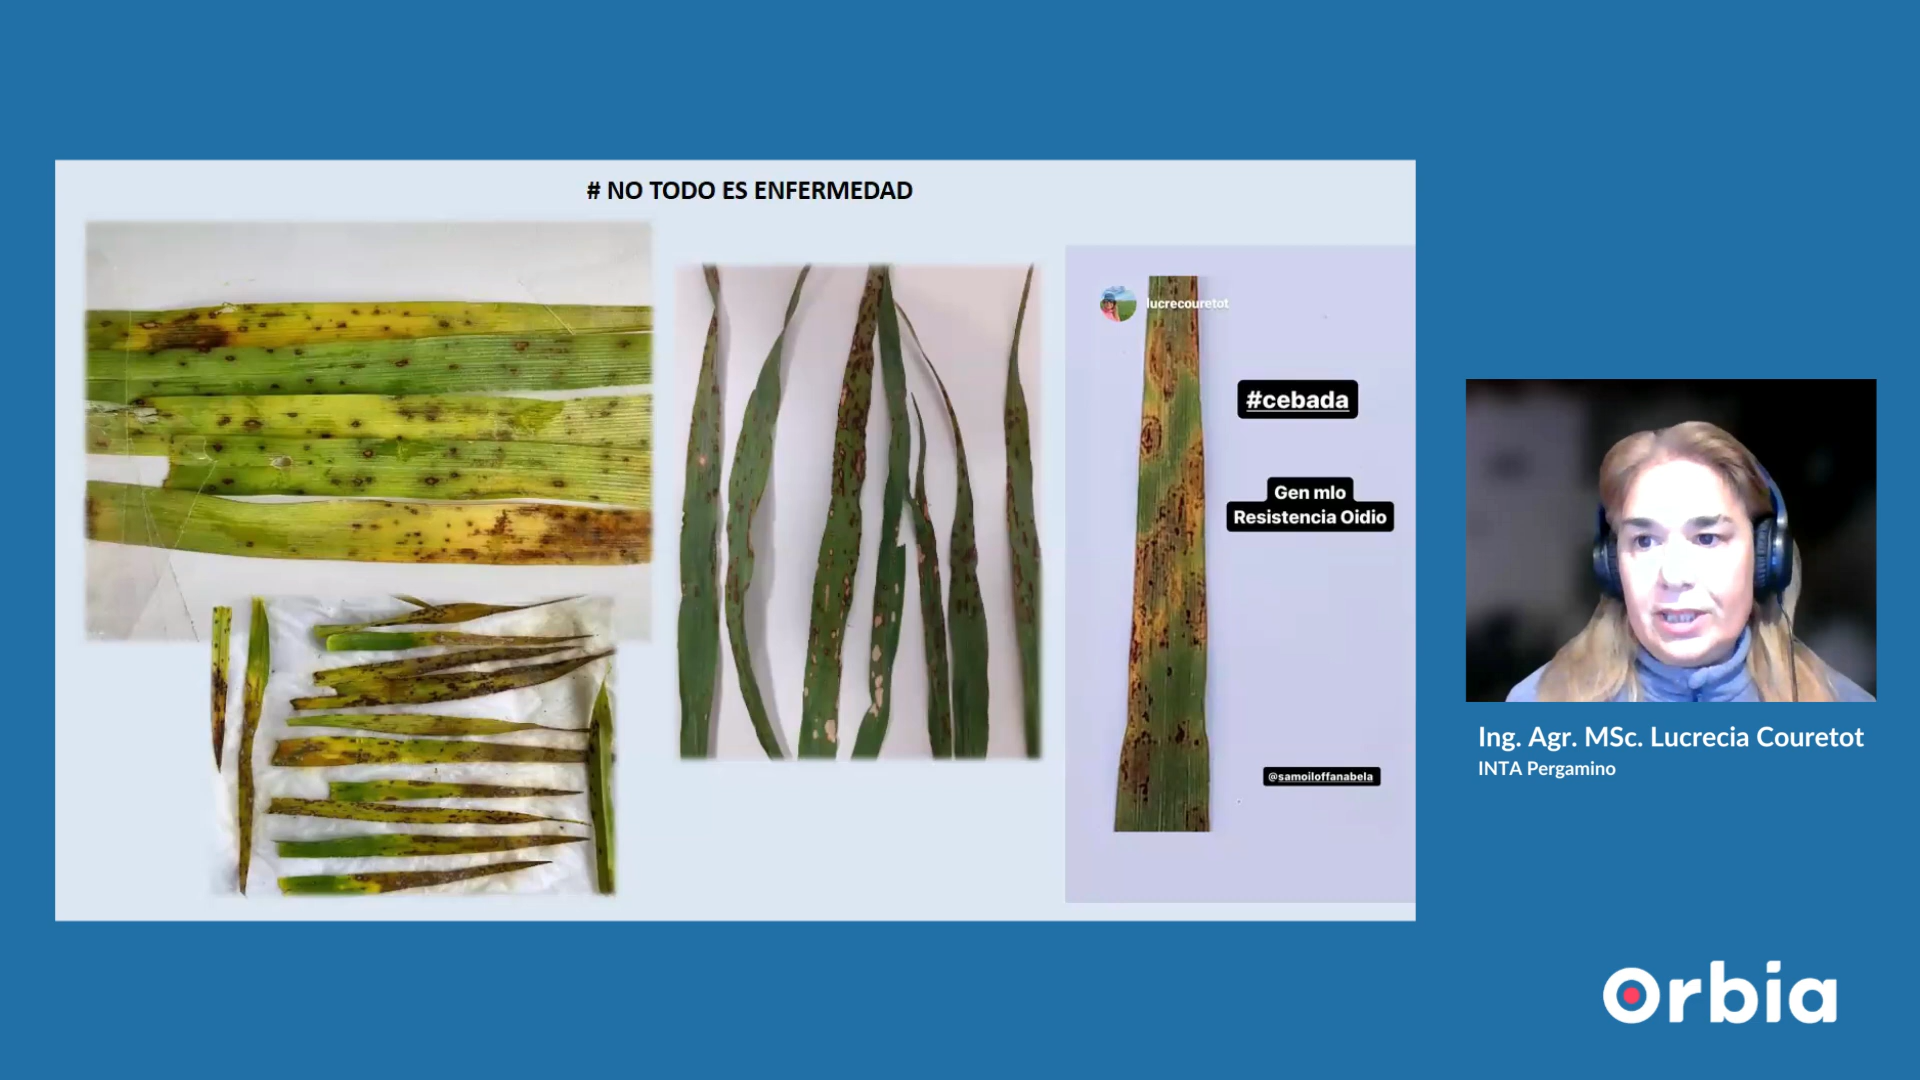 # NO TODO ES ENFERMEDAD
lucrecouretot
#cebada
Gen mlo
Resistencia Oidio
@samoiloffanabela
Ing. Agr. MSc. Lucrecia Couretot
INTA Pergamino
Orbia